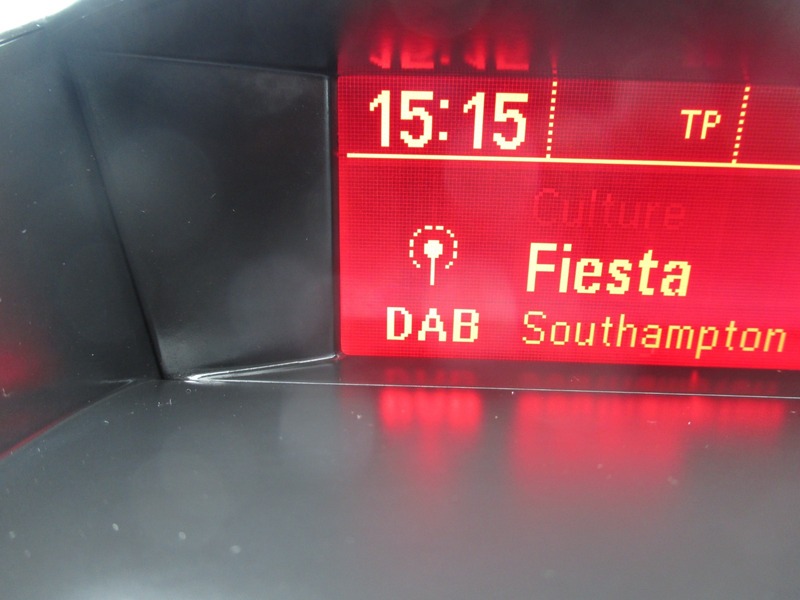 15:15 TP
Culture
Fiesta
DAB Southampton